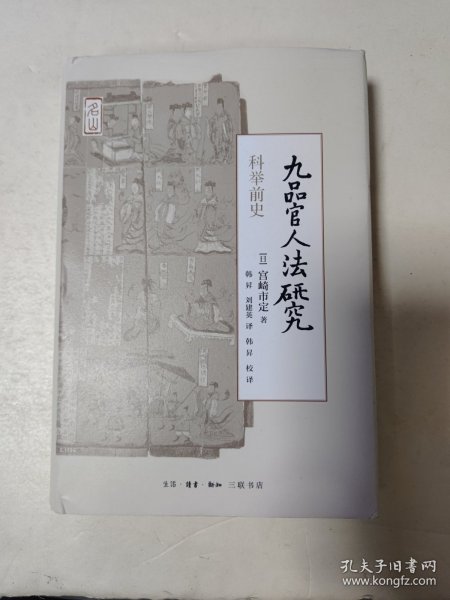 名山
九品官人法研究
科举前史
[日] 宫崎市定 著
韩昇 刘建英 译 韩昇 校译
生活·讀書·新知 三联书店
孔夫子旧书网
www.kongfz.com